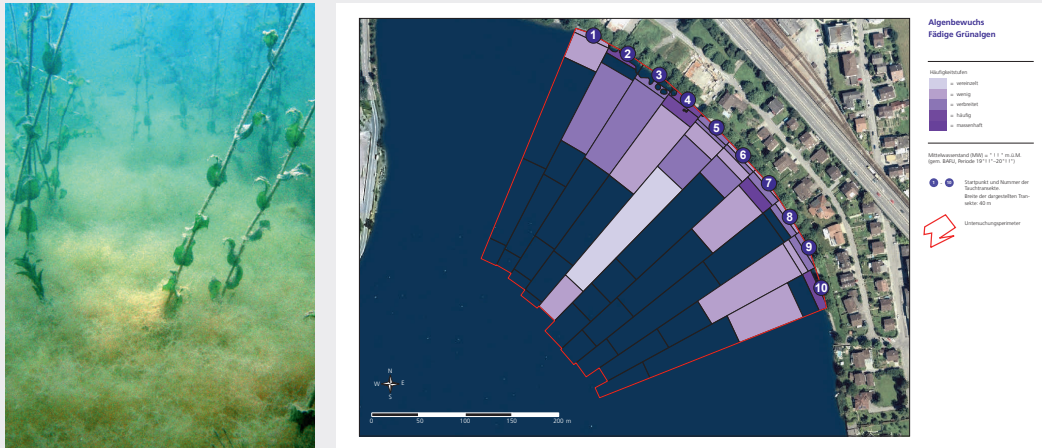 Algenbewuchs
Fädige Grünalgen
Häufigkeitsstufen
= vereinzelt
= wenig
= verbreitet
= häufig
= massenhaft
Mittelwasserstand (MW) =
m ü.M.
(gem. BAFU, Periode
1 - 10 Startpunkt und Nummer der
Tauchtransekte.
Breite der dargestellten Tran-
sekte: 40 m
Untersuchungsperimeter
1
2
3
4
5
6
7
8
9
10
N
W E
S
0 50 100 150 200 m